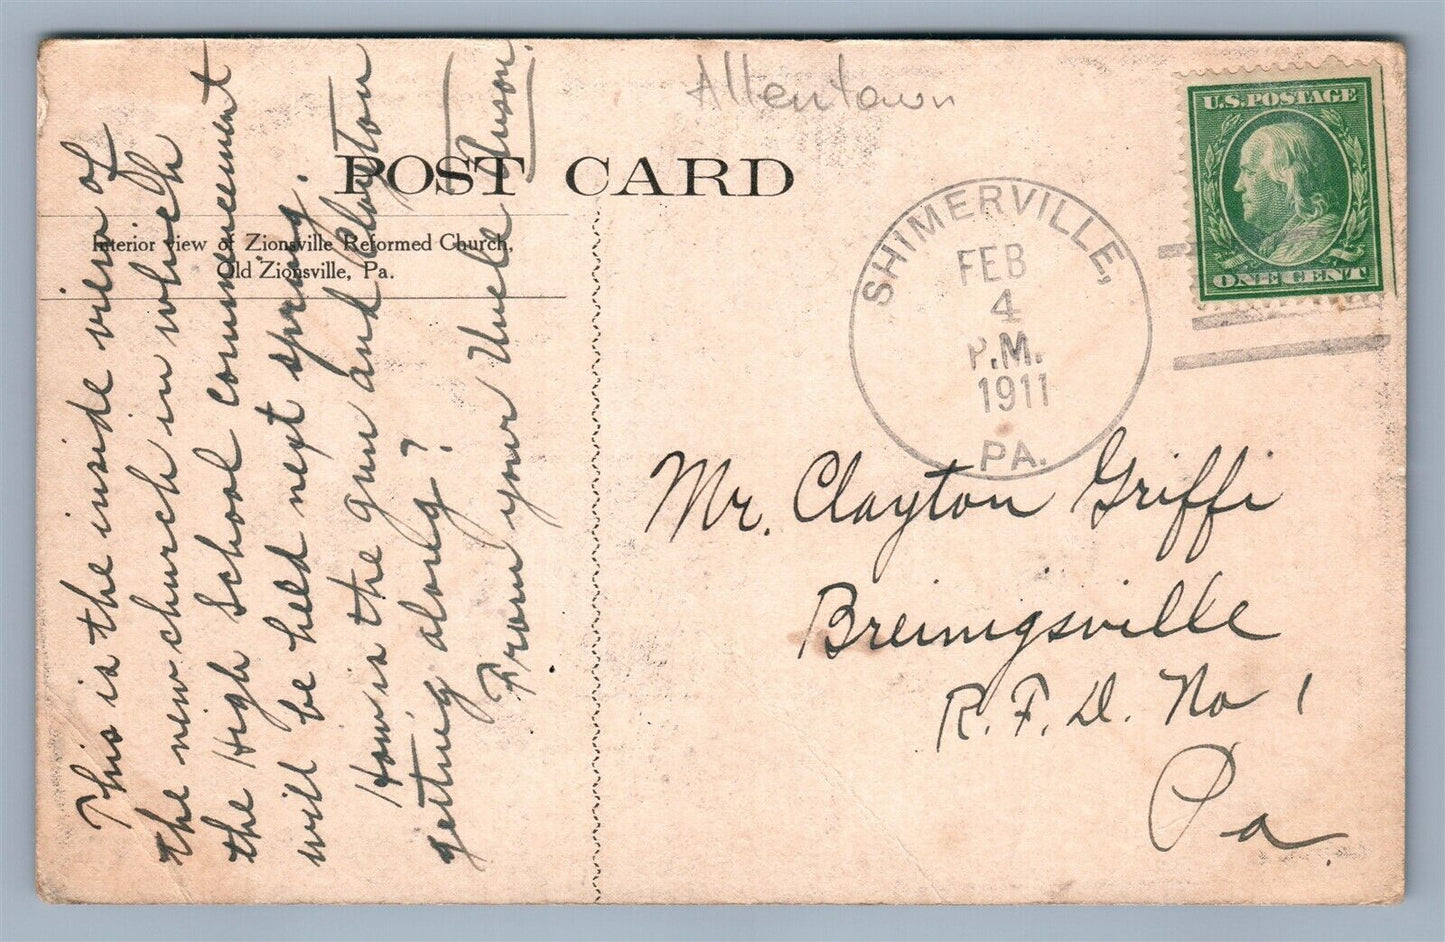 Allentown
POST CARD
Interior view of Zionsville Reformed Church,
Old Zionsville, Pa.
U.S. POSTAGE
ONE CENT
SHIMERVILLE,
FEB
4
P.M.
1911
PA.
This is the inside view of
the new church in which
the High School commencement
will be held next spring.
How is the gun and Clayton
getting along?
From your Uncle
Mr. Clayton Griffi
Breinigsville
R.F.D. No 1
Pa.